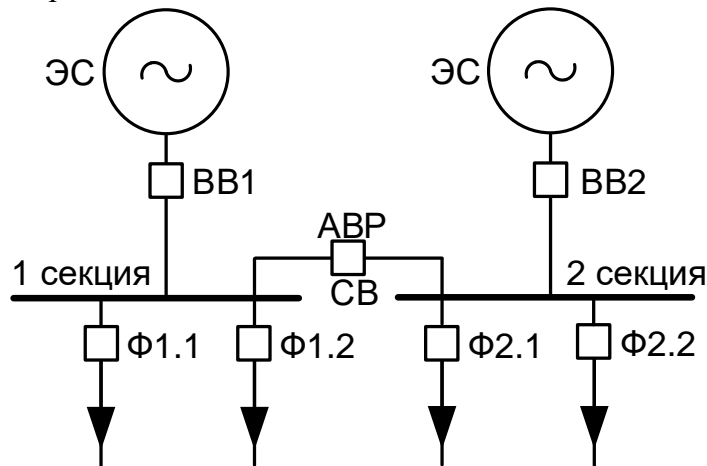 ЭС
ЭС
ВВ1
ВВ2
АВР
СВ
1 секция
2 секция
Ф1.1
Ф1.2
Ф2.1
Ф2.2